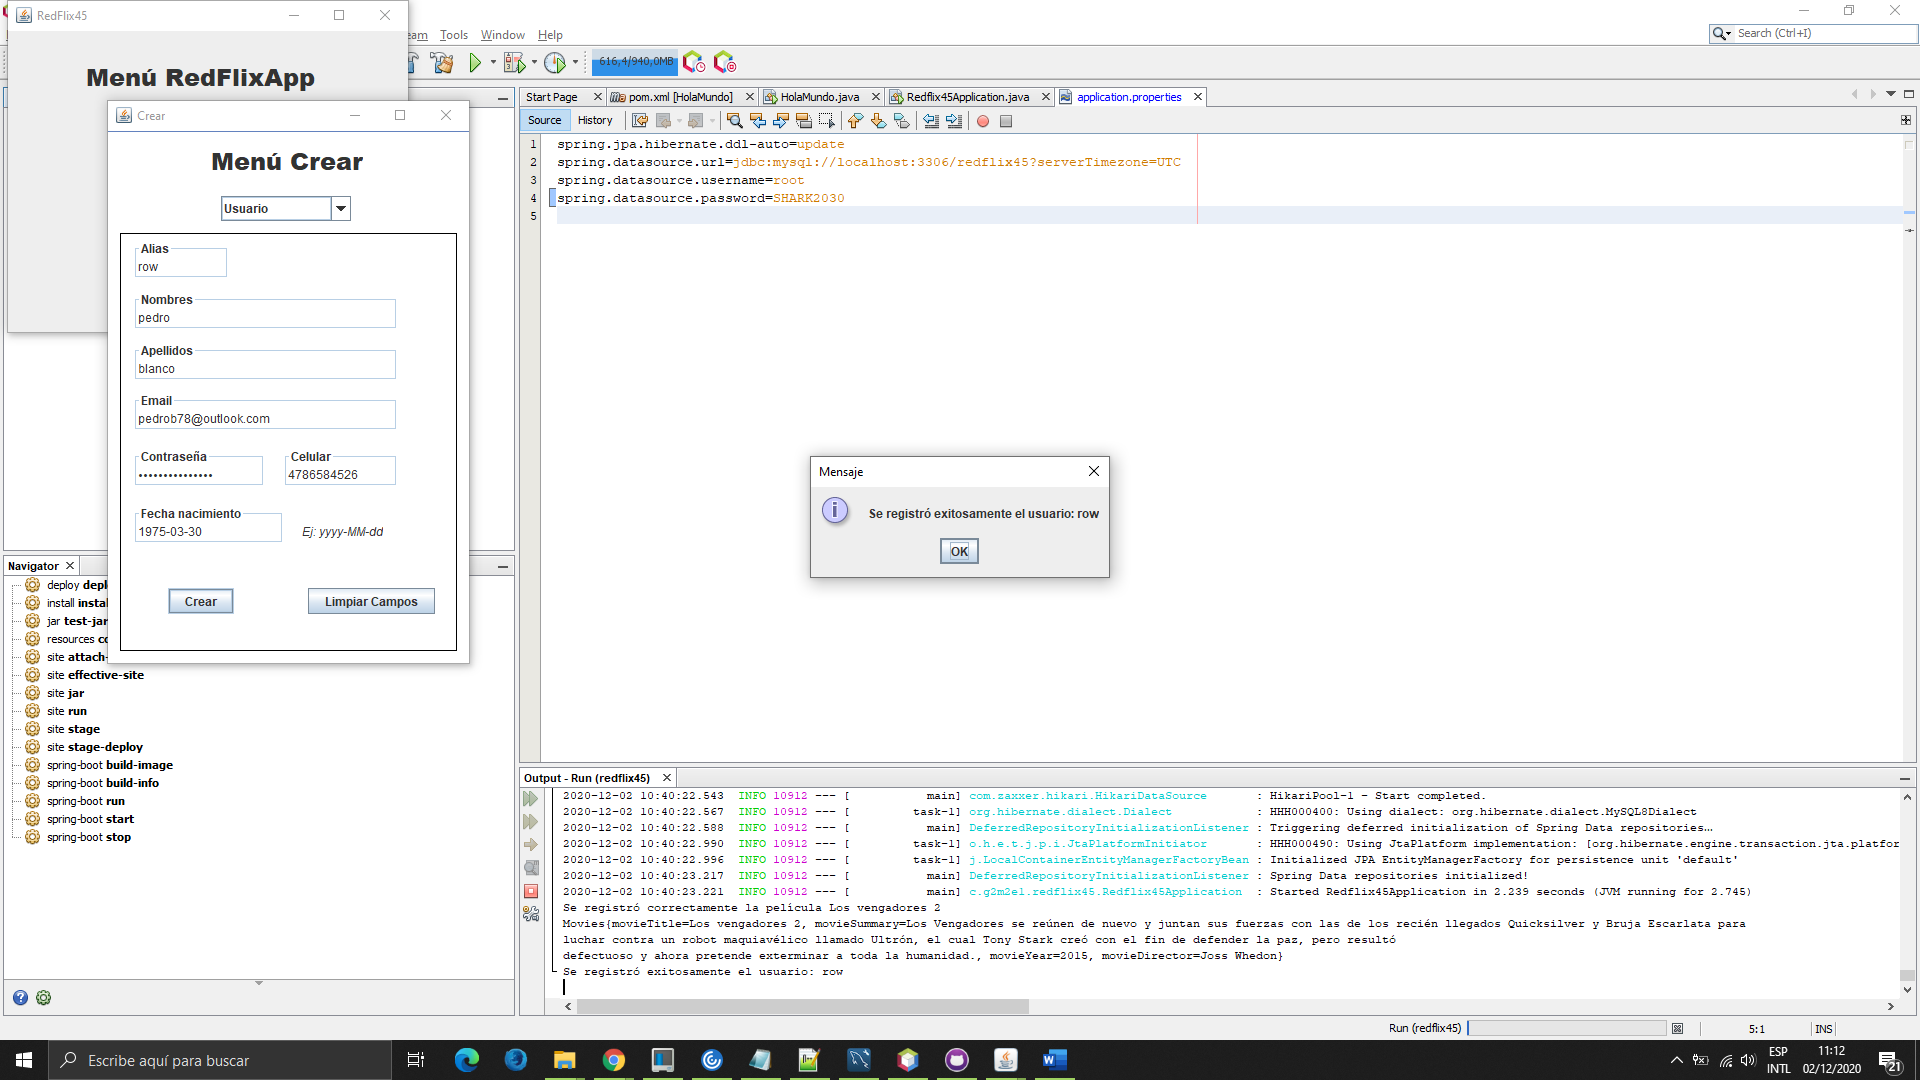 RedFlix45
Menú RedFlixApp
Tools Window Help
616,4/940,0MB
Search (Ctrl+I)
Start Page
pom.xml [HolaMundo]
HolaMundo.java
Redflix45Application.java
application.properties
Source History
1 spring.jpa.hibernate.ddl-auto=update
2 spring.datasource.url=jdbc:mysql://localhost:3306/redflix45?serverTimezone=UTC
3 spring.datasource.username=root
4 spring.datasource.password=SHARK2030
5
Crear
Menú Crear
Usuario
Alias
row
Nombres
pedro
Apellidos
blanco
Email
pedrob78@outlook.com
Contraseña Celular
••••••••••••••• 4786584526
Fecha nacimiento
1975-03-30 Ej: yyyy-MM-dd
Crear Limpiar Campos
Mensaje
Se registró exitosamente el usuario: row
OK
Navigator
deploy
install
jar test-jar
resources
site attach-
site effective-site
site jar
site run
site stage
site stage-deploy
spring-boot build-image
spring-boot build-info
spring-boot run
spring-boot start
spring-boot stop
Output - Run (redflix45)
2020-12-02 10:40:22.543 INFO 10912 --- [ main] com.zaxxer.hikari.HikariDataSource : HikariPool-1 - Start completed.
2020-12-02 10:40:22.567 INFO 10912 --- [ task-1] org.hibernate.dialect.Dialect : HHH000400: Using dialect: org.hibernate.dialect.MySQL8Dialect
2020-12-02 10:40:22.588 INFO 10912 --- [ main] DeferredRepositoryInitializationListener : Triggering deferred initialization of Spring Data repositories…
2020-12-02 10:40:22.990 INFO 10912 --- [ task-1] o.h.e.t.j.p.i.JtaPlatformInitiator : HHH000490: Using JtaPlatform implementation: [org.hibernate.engine.transaction.jta.platfor
2020-12-02 10:40:22.996 INFO 10912 --- [ task-1] j.LocalContainerEntityManagerFactoryBean : Initialized JPA EntityManagerFactory for persistence unit 'default'
2020-12-02 10:40:23.217 INFO 10912 --- [ main] DeferredRepositoryInitializationListener : Spring Data repositories initialized!
2020-12-02 10:40:23.221 INFO 10912 --- [ main] c.g2m2e1.redflix45.Redflix45Application : Started Redflix45Application in 2.239 seconds (JVM running for 2.745)
Se registró correctamente la película Los vengadores 2
Movies{movieTitle=Los vengadores 2, movieSummary=Los Vengadores se reúnen de nuevo y juntan sus fuerzas con las de los recién llegados Quicksilver y Bruja Escarlata para
luchar contra un robot maquiavélico llamado Ultrón, el cual Tony Stark creó con el fin de defender la paz, pero resultó
defectuoso y ahora pretende exterminar a toda la humanidad., movieYear=2015, movieDirector=Joss Whedon}
Se registró exitosamente el usuario: row
Run (redflix45) 5:1 INS
Escribe aquí para buscar
ESP
INTL
11:12
02/12/2020
21